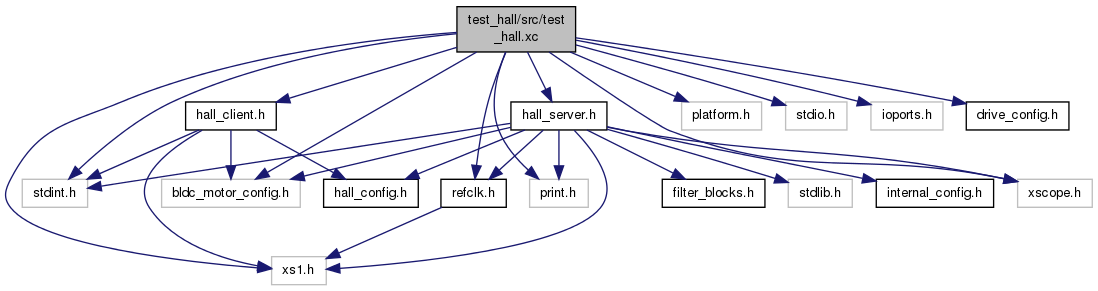 test_hall/src/test
_hall.xc
hall_client.h
hall_server.h
platform.h
stdio.h
ioports.h
drive_config.h
stdint.h
bldc_motor_config.h
hall_config.h
refclk.h
print.h
filter_blocks.h
stdlib.h
internal_config.h
xscope.h
xs1.h